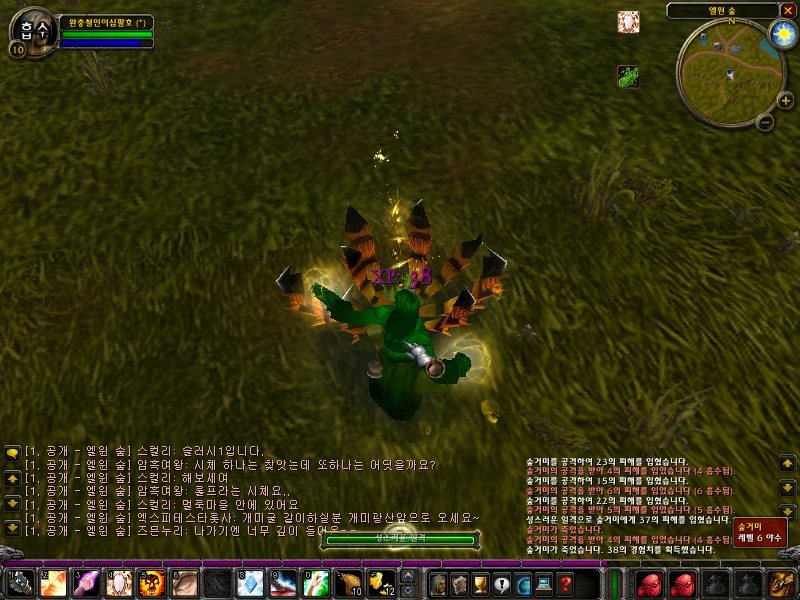 흡수
완충철인이십팔호 (*)
10
엘윈 숲
N
XP: 38
[1. 공개 - 엘윈 숲] 스컬리: 슬러시1입니다.
[1. 공개 - 엘윈 숲] 암흑여왕: 시체 하나는 찾앗는데 또하나는 어딧을까요?
[1. 공개 - 엘윈 숲] 스컬리: 해보세여
[1. 공개 - 엘윈 숲] 암흑여왕: 롤프라는 시체요..
[1. 공개 - 엘윈 숲] 스컬리: 멀록마을 안에 있어요
[1. 공개 - 엘윈 숲] 엔스피테스타롯사: 개미굴 같이하실분 개미광산앞으로 오세요~
[1. 공개 - 엘윈 숲] 즈믄누리: 나가기엔 너무 깊이
성스러운 일격
숲거미를 공격하여 23의 피해를 입혔습니다.
숲거미의 공격을 받아 4의 피해를 입었습니다 (4 흡수됨).
숲거미를 공격하여 15의 피해를 입혔습니다.
숲거미의 공격을 받아 6의 피해를 입었습니다 (6 흡수됨).
숲거미를 공격하여 22의 피해를 입혔습니다.
숲거미의 공격을 받아 5의 피해를 입었습니다 (5 흡수됨).
성스러운 일격으로 숲거미에게 37의 피해를 입혔습니다.
숲거미가 죽었습니다.
숲거미의 공격을 받아 4의 피해를 입었습니다 (4 흡수됨).
숲거미가 죽었습니다. 38의 경험치를 획득했습니다.
숲거미
레벨 6 야수
2 3 4 5 6 7 8 9 0 10 12